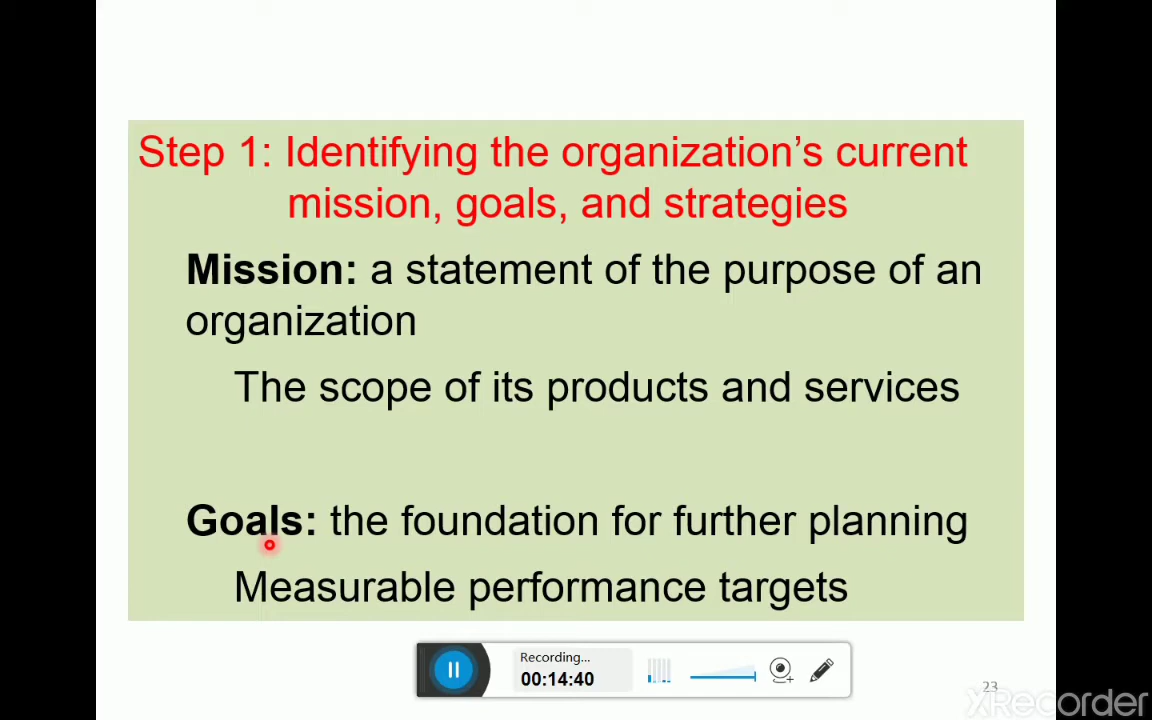 Step 1: Identifying the organization’s current
mission, goals, and strategies
Mission: a statement of the purpose of an
organization
The scope of its products and services
Goals: the foundation for further planning
Measurable performance targets
Recording...
00:14:40
23
XRecorder